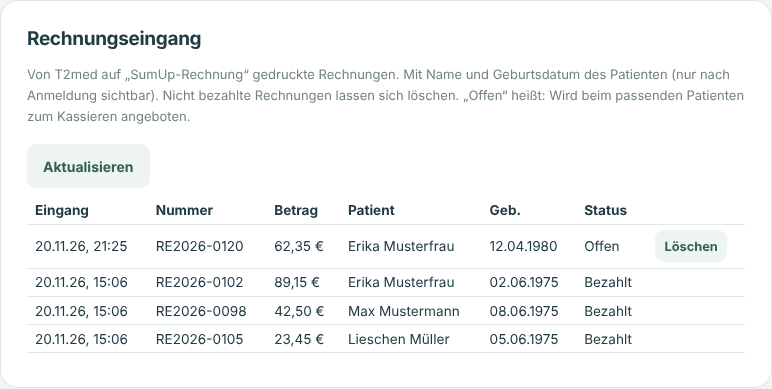 Rechnungseingang
Von T2med auf „SumUp-Rechnung“ gedruckte Rechnungen. Mit Name und Geburtsdatum des Patienten (nur nach
Anmeldung sichtbar). Nicht bezahlte Rechnungen lassen sich löschen. „Offen“ heißt: Wird beim passenden Patienten
zum Kassieren angeboten.
Aktualisieren
Eingang Nummer Betrag Patient Geb. Status
20.11.26, 21:25 RE2026-0120 62,35 € Erika Musterfrau 12.04.1980 Offen Löschen
20.11.26, 15:06 RE2026-0102 89,15 € Erika Musterfrau 02.06.1975 Bezahlt
20.11.26, 15:06 RE2026-0098 42,50 € Max Mustermann 08.06.1975 Bezahlt
20.11.26, 15:06 RE2026-0105 23,45 € Lieschen Müller 05.06.1975 Bezahlt